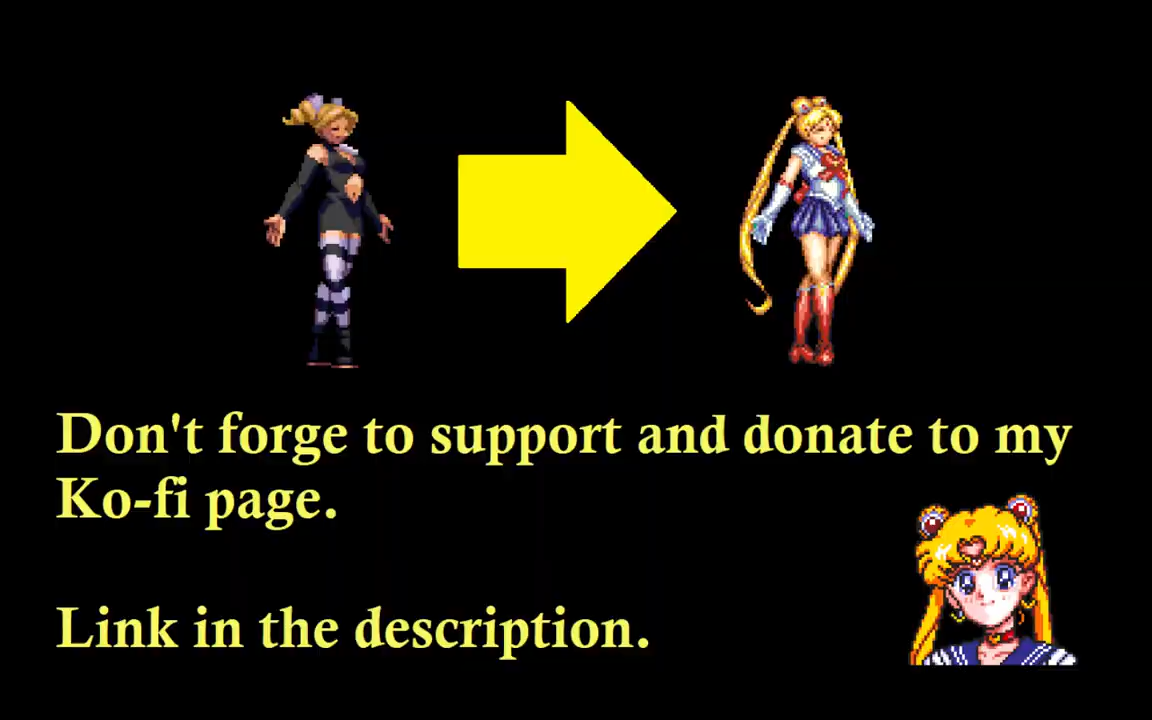 Don't forge to support and donate to my
Ko-fi page.
Link in the description.